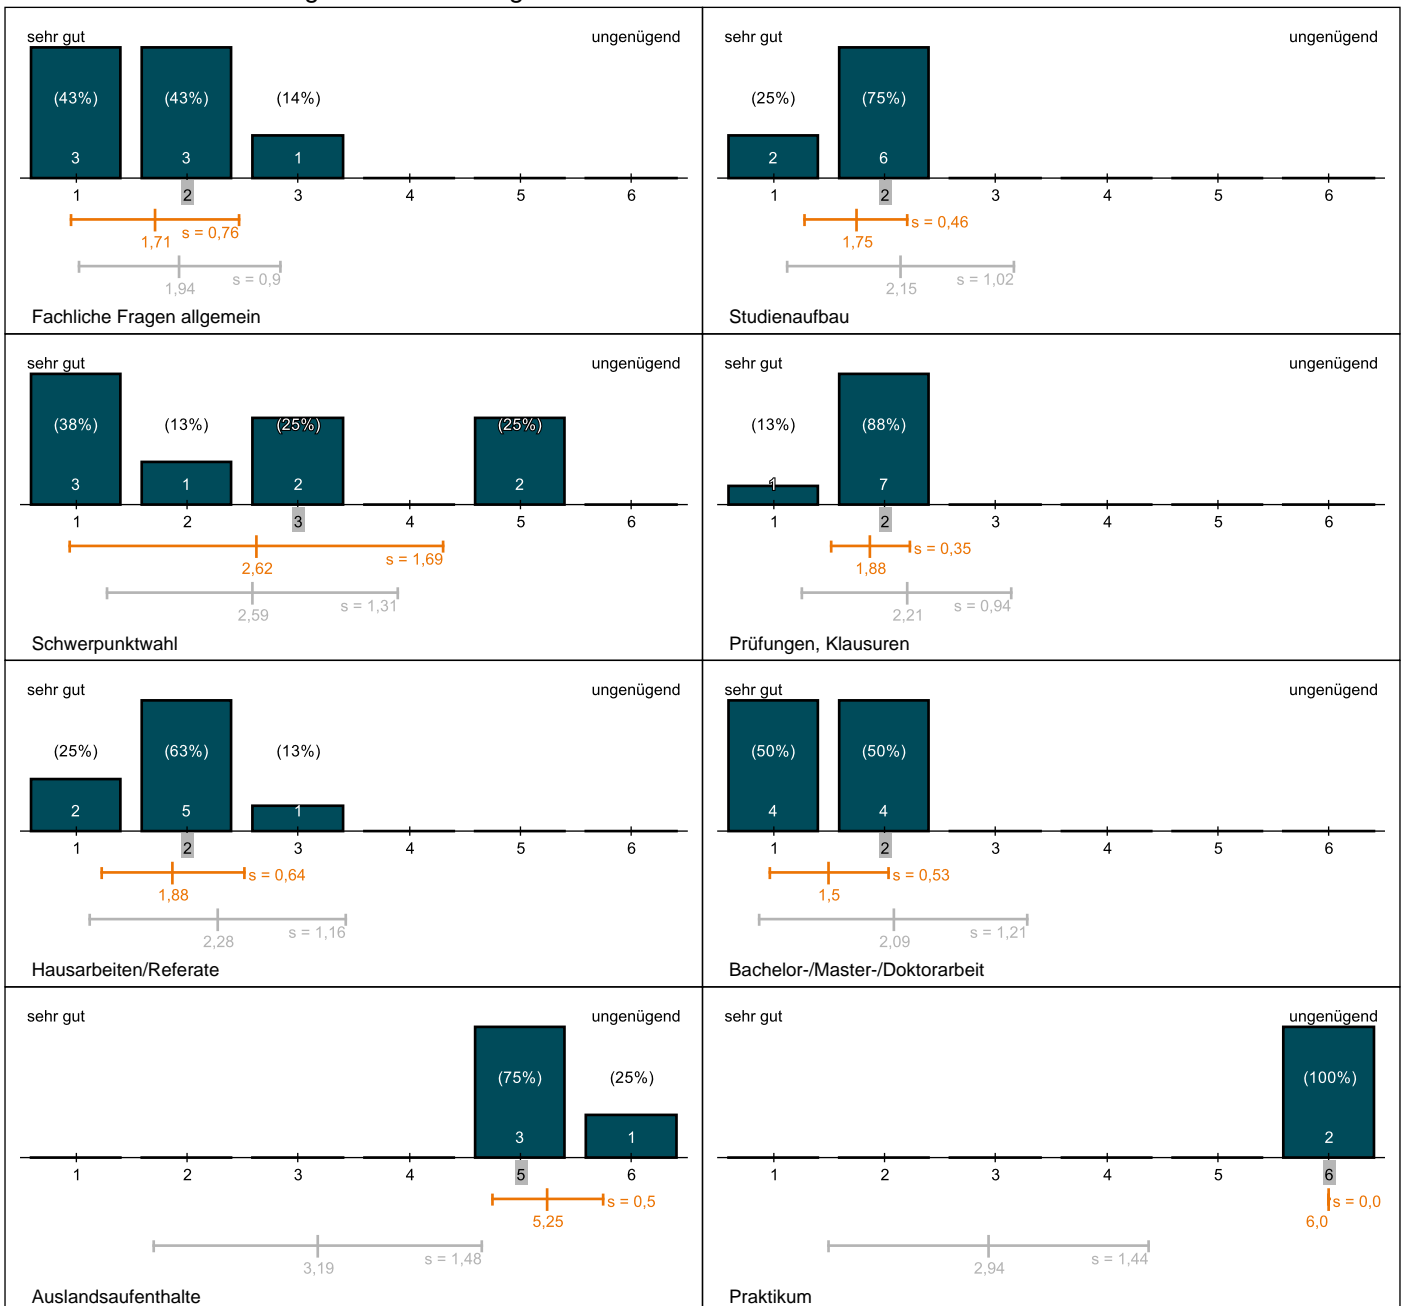 sehr gut ungenügend
(43%) (43%) (14%)
3 3 1
1 2 3 4 5 6
s = 0,76
1,71
s = 0,9
1,94
Fachliche Fragen allgemein
sehr gut ungenügend
(25%) (75%)
2 6
1 2 3 4 5 6
s = 0,46
1,75
s = 1,02
2,15
Studienaufbau
sehr gut ungenügend
(38%) (13%) (25%) (25%)
3 1 2 2
1 2 3 4 5 6
s = 1,69
2,62
s = 1,31
2,59
Schwerpunktwahl
sehr gut ungenügend
(13%) (88%)
1 7
1 2 3 4 5 6
s = 0,35
1,88
s = 0,94
2,21
Prüfungen, Klausuren
sehr gut ungenügend
(25%) (63%) (13%)
2 5 1
1 2 3 4 5 6
s = 0,64
1,88
s = 1,16
2,28
Hausarbeiten/Referate
sehr gut ungenügend
(50%) (50%)
4 4
1 2 3 4 5 6
s = 0,53
1,5
s = 1,21
2,09
Bachelor-/Master-/Doktorarbeit
sehr gut ungenügend
(75%) (25%)
3 1
1 2 3 4 5 6
s = 0,5
5,25
s = 1,48
3,19
Auslandsaufenthalte
sehr gut ungenügend
(100%)
2
1 2 3 4 5 6
s = 0,0
6,0
s = 1,44
2,94
Praktikum